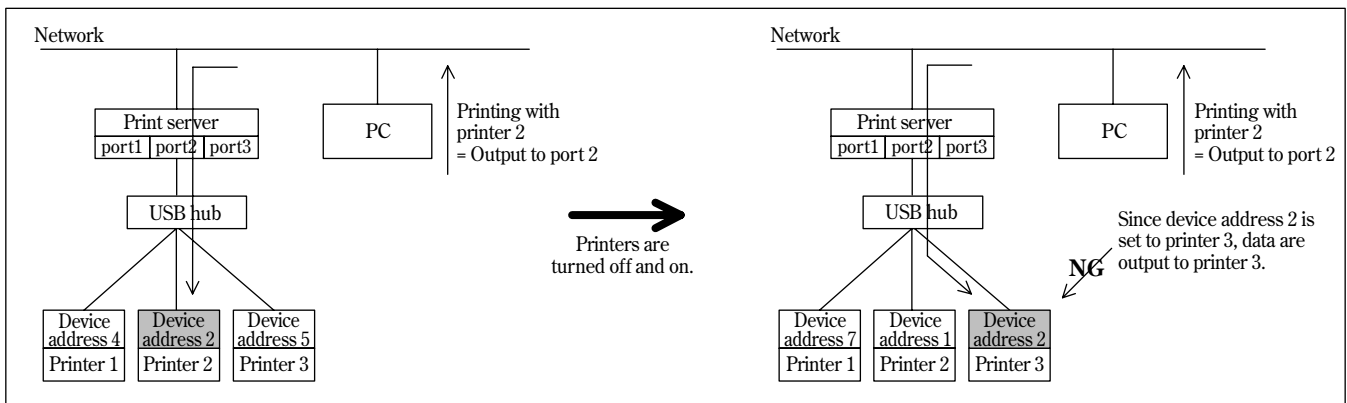 Network
Print server
port1 port2 port3
PC
Printing with
printer 2
= Output to port 2
USB hub
Device
address 4
Printer 1
Device
address 2
Printer 2
Device
address 5
Printer 3
Printers are
turned off and on.
Network
Print server
port1 port2 port3
PC
Printing with
printer 2
= Output to port 2
USB hub
Since device address 2 is
set to printer 3, data are
output to printer 3.
NG
Device
address 7
Printer 1
Device
address 1
Printer 2
Device
address 2
Printer 3